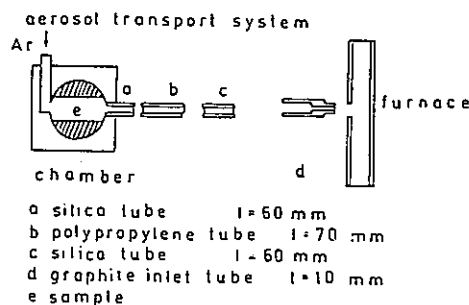 aerosol transport system
Ar
a b c
e
furnace
d
chamber
a silica tube l=60 mm
b polypropylene tube l=70 mm
c silica tube l=60 mm
d graphite inlet tube l=10 mm
e sample